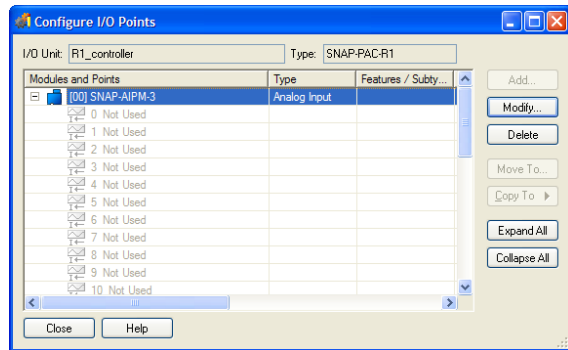 Configure I/O Points
I/O Unit: R1_controller Type: SNAP-PAC-R1
Modules and Points Type Features / Subty...
[00] SNAP-AIPM-3 Analog Input
0 Not Used
1 Not Used
2 Not Used
3 Not Used
4 Not Used
5 Not Used
6 Not Used
7 Not Used
8 Not Used
9 Not Used
10 Not Used
Add...
Modify...
Delete
Move To...
Copy To
Expand All
Collapse All
Close Help